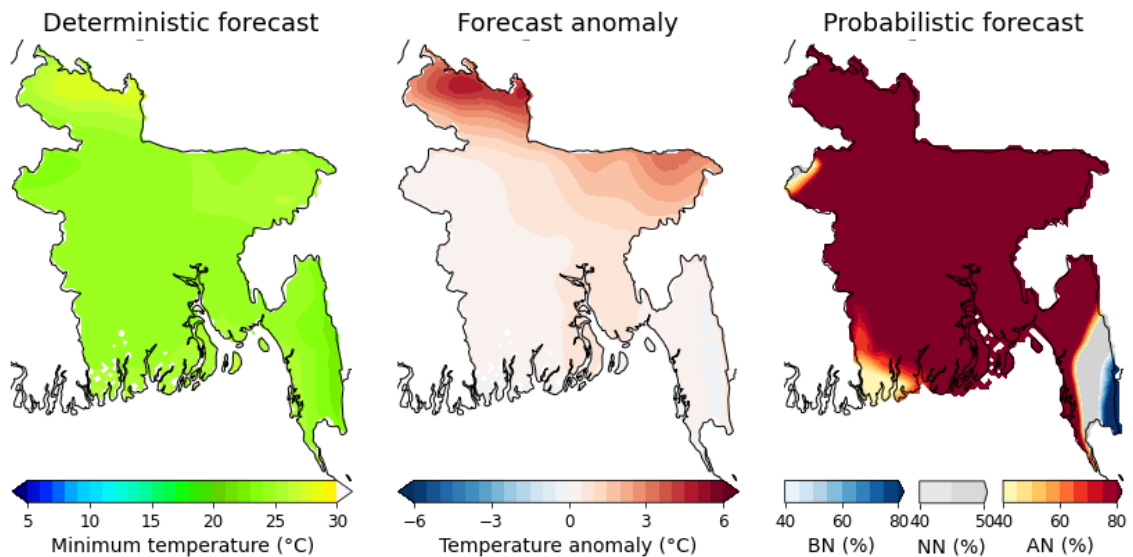 Deterministic forecast
Forecast anomaly
Probabilistic forecast
5 10 15 20 25 30
Minimum temperature (°C)
−6 −3 0 3 6
Temperature anomaly (°C)
40 60 80
BN (%)
40 50
NN (%)
40 60 80
AN (%)